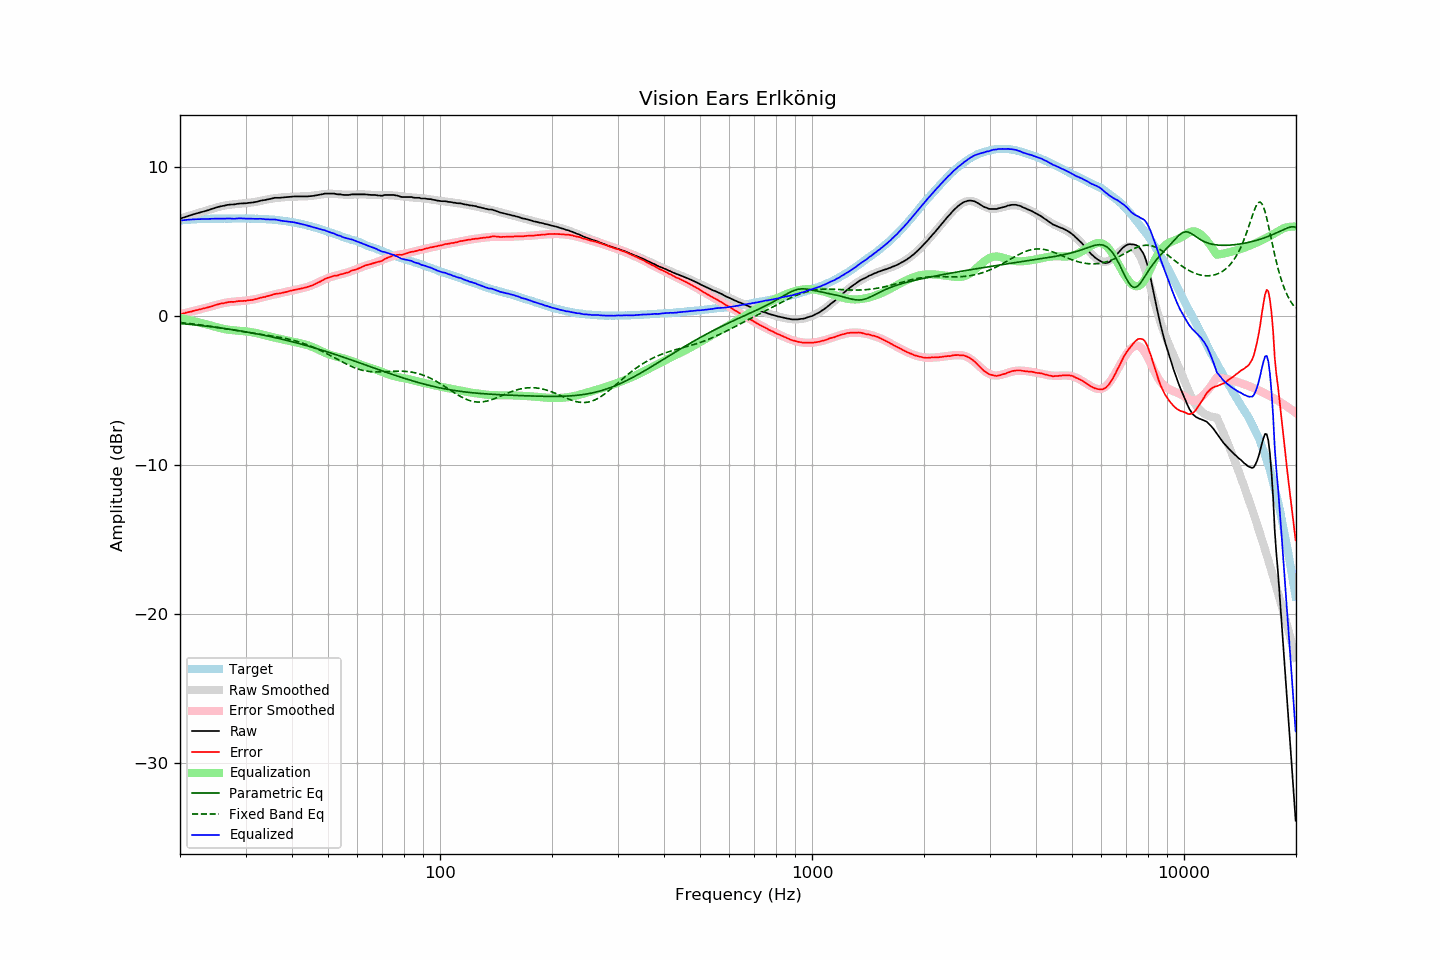 Vision Ears Erlkönig
10
0
−10
−20
−30
Amplitude (dBr)
100
1000
10000
Frequency (Hz)
Target
Raw Smoothed
Error Smoothed
Raw
Error
Equalization
Parametric Eq
Fixed Band Eq
Equalized